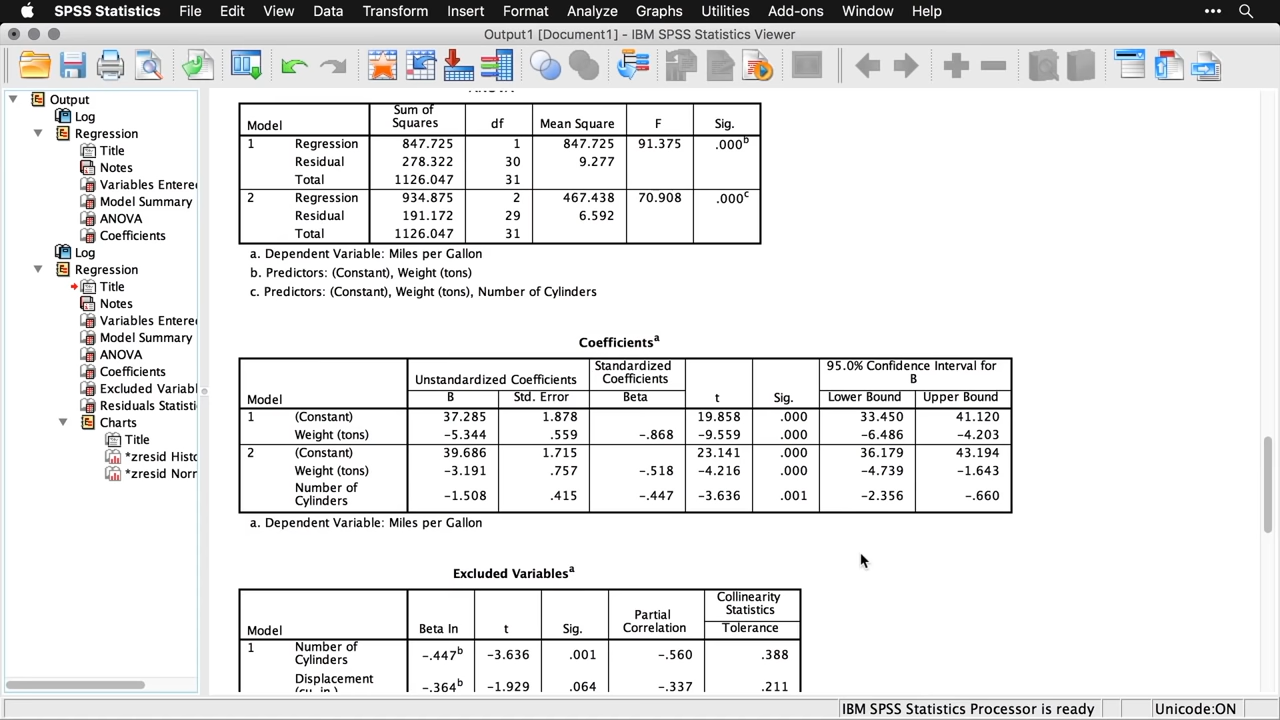 SPSS Statistics File Edit View Data Transform Insert Format Analyze Graphs Utilities Add-ons Window Help
Output1 [Document1] - IBM SPSS Statistics Viewer
Output
Log
Regression
Title
Notes
Variables Entere
Model Summary
ANOVA
Coefficients
Log
Regression
Title
Notes
Variables Entere
Model Summary
ANOVA
Coefficients
Excluded Variabl
Residuals Statisti
Charts
Title
*zresid Histo
*zresid Norr
Model Sum of Squares df Mean Square F Sig.
1 Regression 847.725 1 847.725 91.375 .000b
Residual 278.322 30 9.277
Total 1126.047 31
2 Regression 934.875 2 467.438 70.908 .000c
Residual 191.172 29 6.592
Total 1126.047 31
a. Dependent Variable: Miles per Gallon
b. Predictors: (Constant), Weight (tons)
c. Predictors: (Constant), Weight (tons), Number of Cylinders
Coefficientsa
Model Unstandardized Coefficients Standardized Coefficients t Sig. 95.0% Confidence Interval for B
B Std. Error Beta Lower Bound Upper Bound
1 (Constant) 37.285 1.878 19.858 .000 33.450 41.120
Weight (tons) -5.344 .559 -.868 -9.559 .000 -6.486 -4.203
2 (Constant) 39.686 1.715 23.141 .000 36.179 43.194
Weight (tons) -3.191 .757 -.518 -4.216 .000 -4.739 -1.643
Number of Cylinders -1.508 .415 -.447 -3.636 .001 -2.356 -.660
a. Dependent Variable: Miles per Gallon
Excluded Variablesa
Model Beta In t Sig. Partial Correlation Collinearity Statistics
Tolerance
1 Number of Cylinders -.447b -3.636 .001 -.560 .388
Displacement -.364b -1.929 .064 -.337 .211
IBM SPSS Statistics Processor is ready Unicode:ON